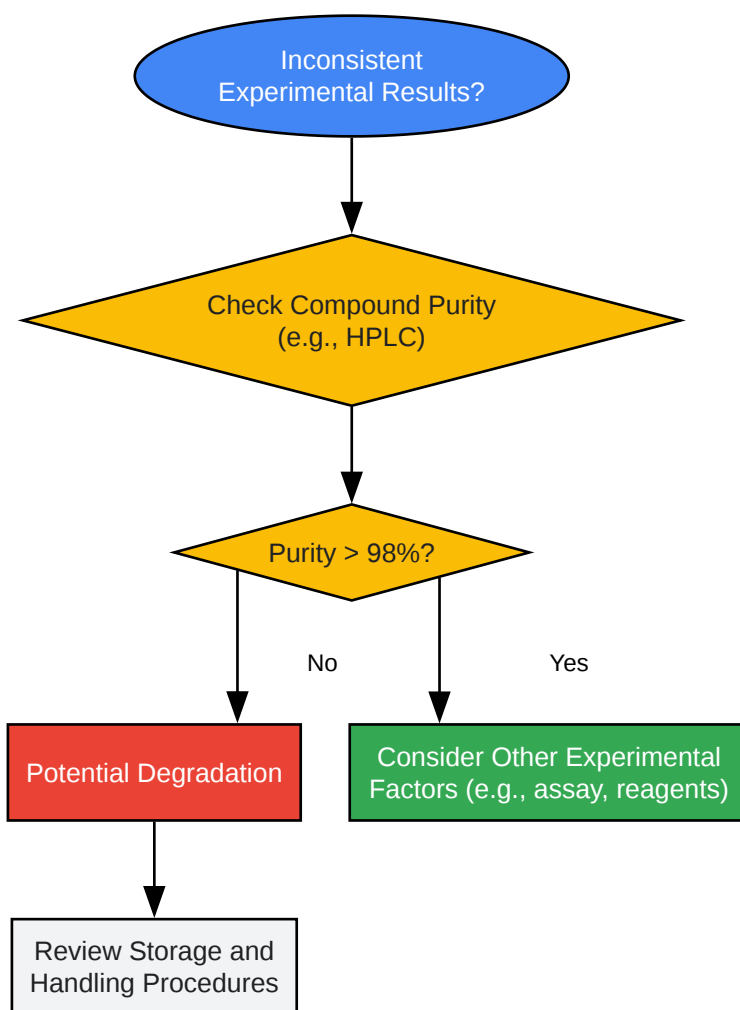 Inconsistent
Experimental Results?
Check Compound Purity
(e.g., HPLC)
Purity > 98%?
No
Yes
Potential Degradation
Consider Other Experimental
Factors (e.g., assay, reagents)
Review Storage and
Handling Procedures